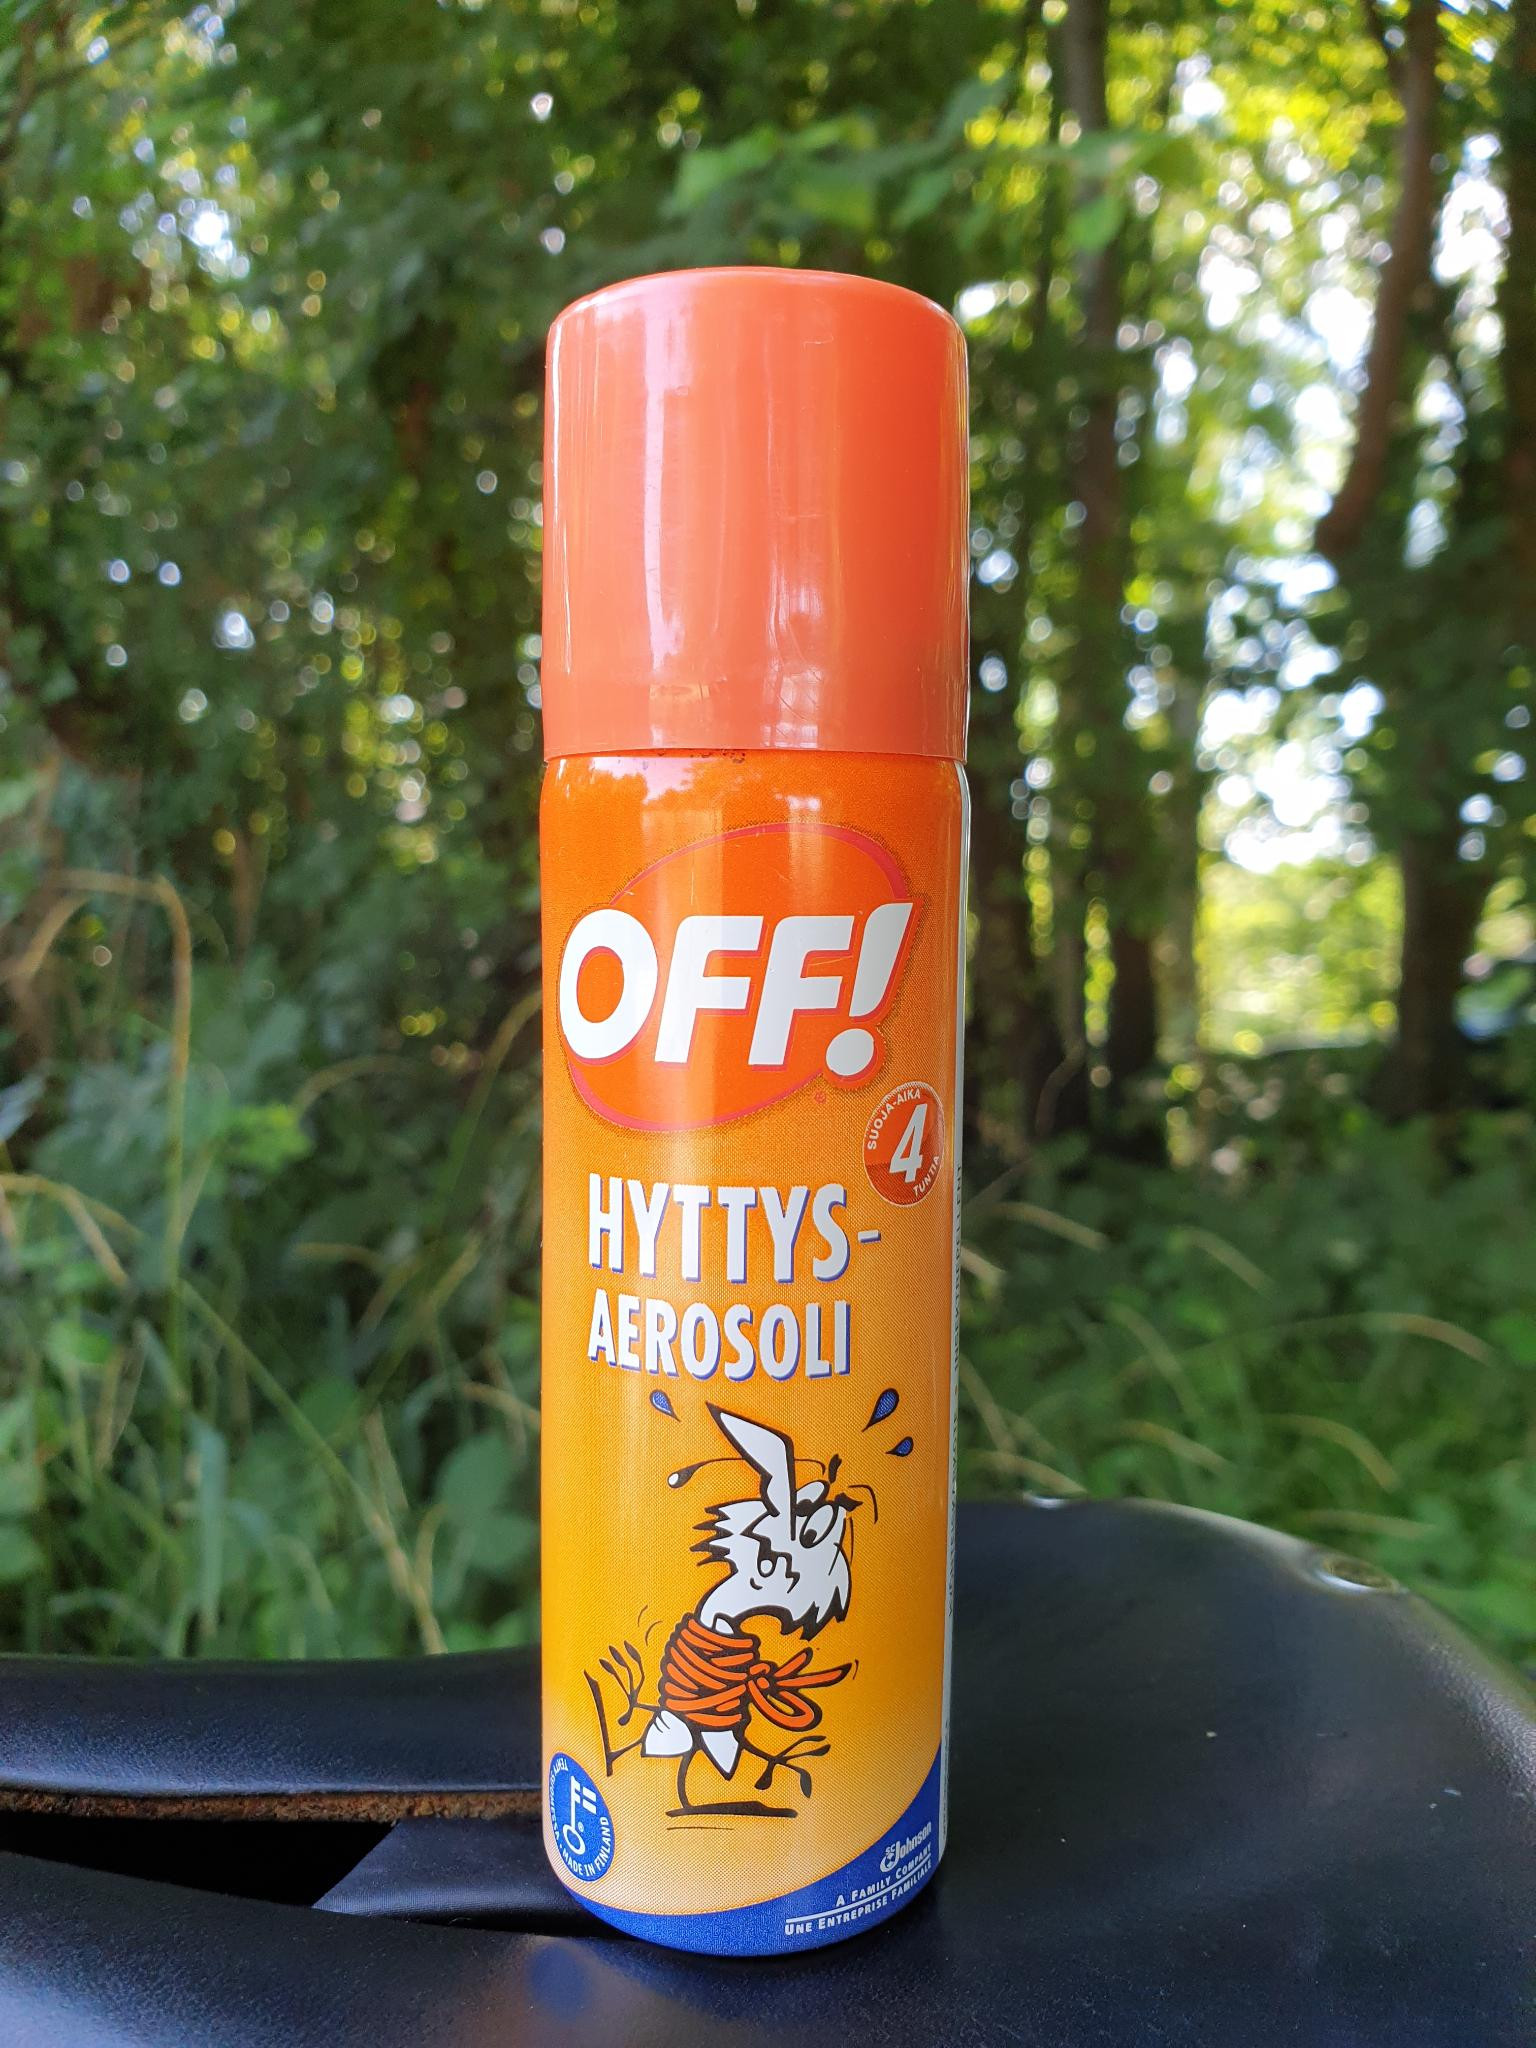 OFF!
SUOJA-AIKA
4
TUNTIA
HYTTYS-
AEROSOLI
MADE IN FINLAND
SC Johnson
A FAMILY COMPANY
UNE ENTREPRISE FAMILIALE